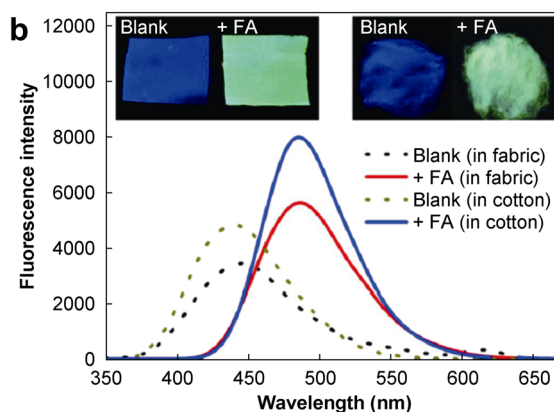 b
Blank + FA
Blank + FA
12000
10000
8000
6000
4000
2000
0
Fluorescence intensity
Blank (in fabric)
+ FA (in fabric)
Blank (in cotton)
+ FA (in cotton)
350 400 450 500 550 600 650
Wavelength (nm)